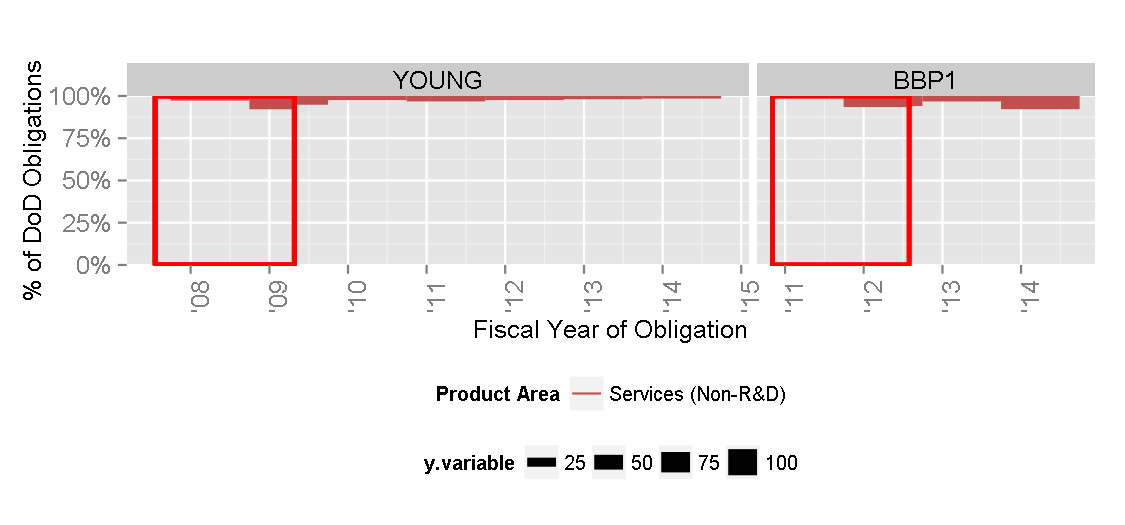 YOUNG BBP1
% of DoD Obligations
100%
75%
50%
25%
0%
'08 '09 '10 '11 '12 '13 '14 '15 '11 '12 '13 '14
Fiscal Year of Obligation
Product Area Services (Non-R&D)
y.variable 25 50 75 100